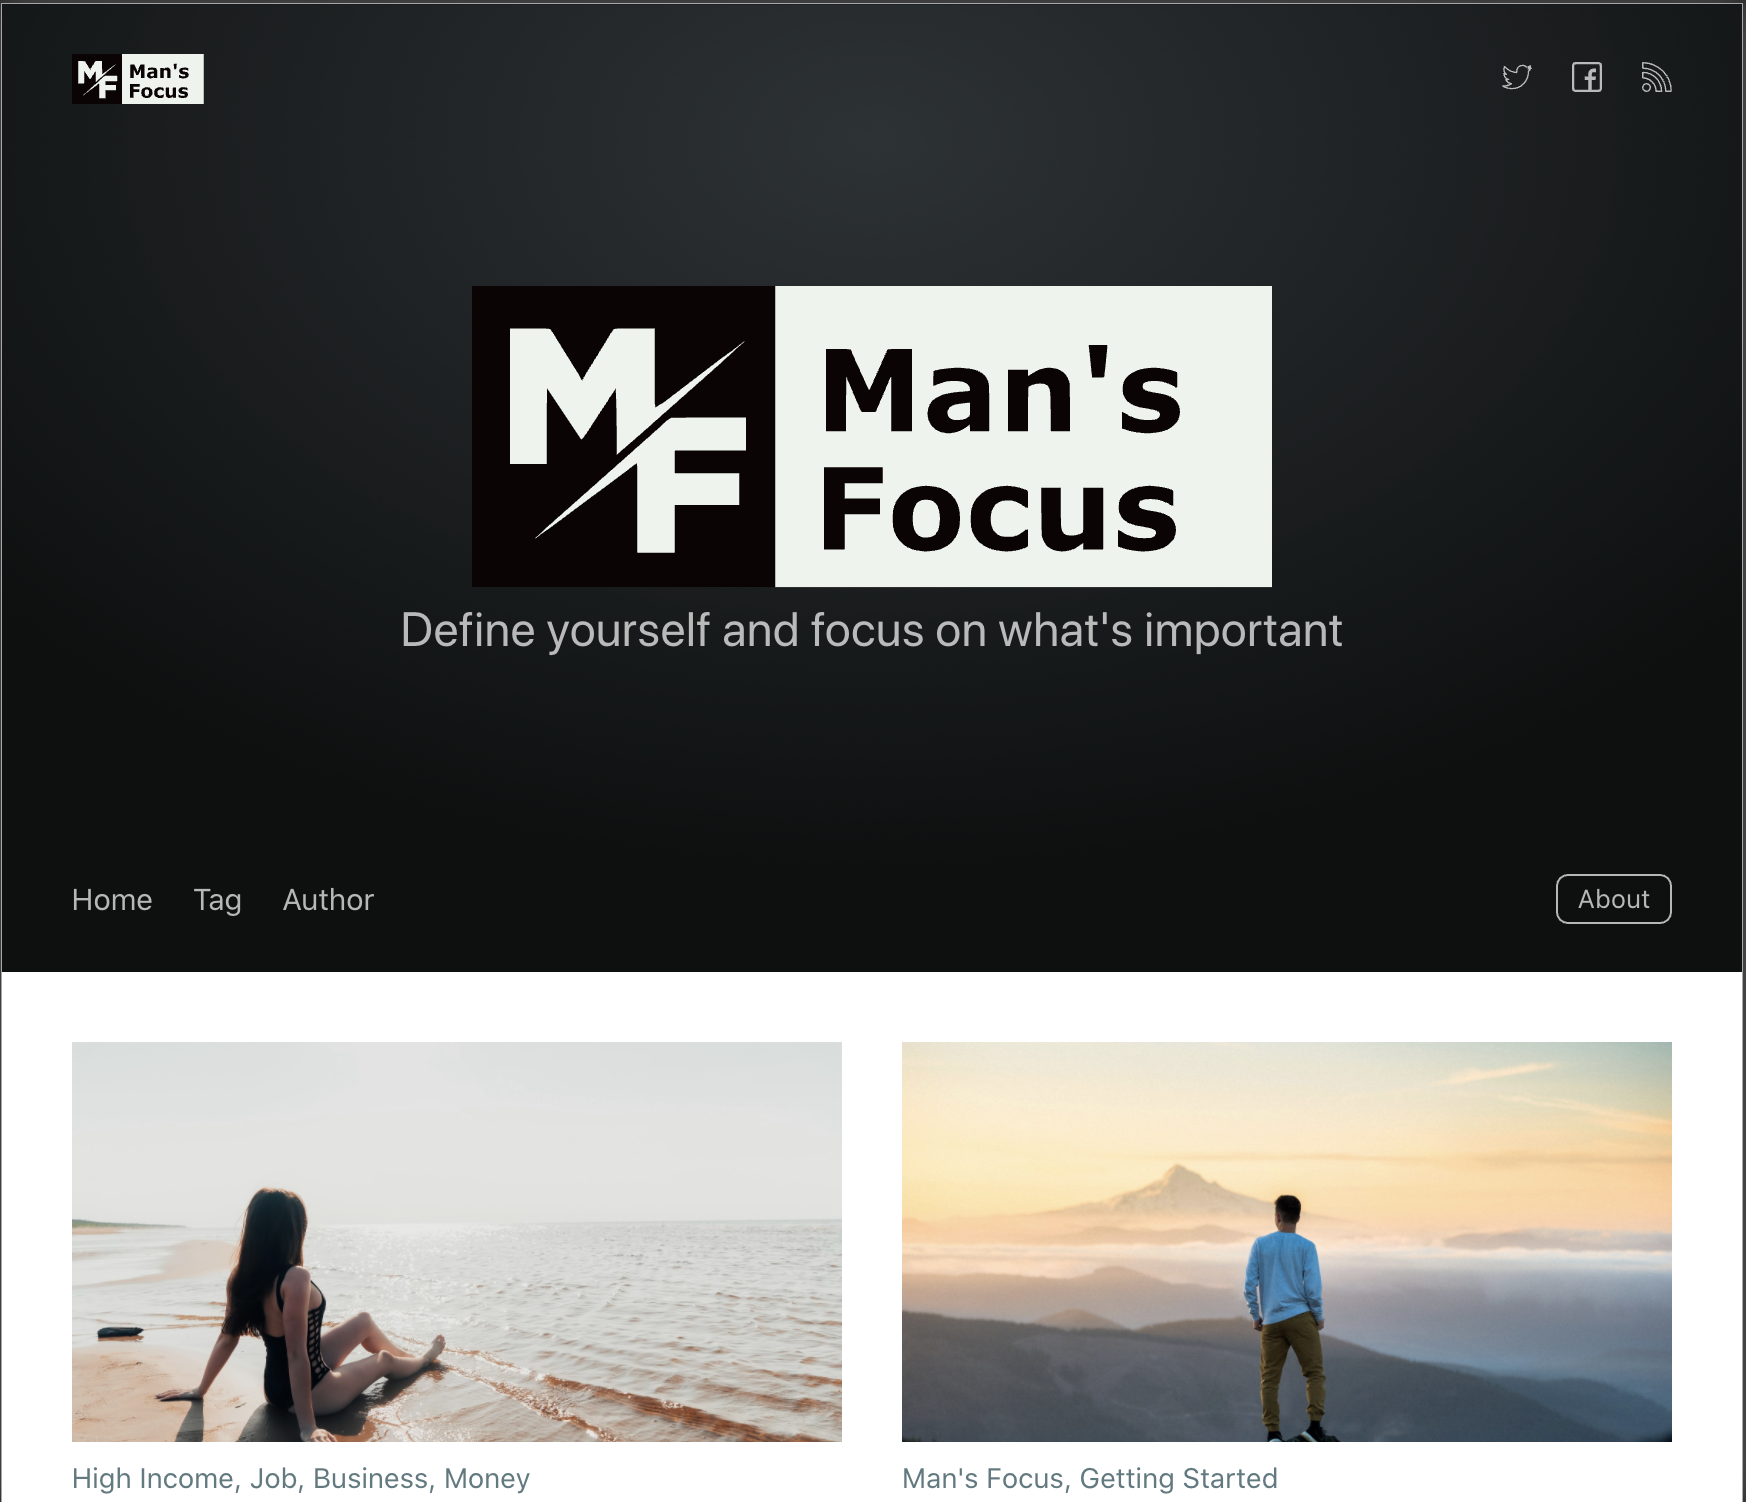 MF
Man's
Focus
MF
Man's
Focus
Define yourself and focus on what's important
Home Tag Author About
High Income, Job, Business, Money
Man's Focus, Getting Started